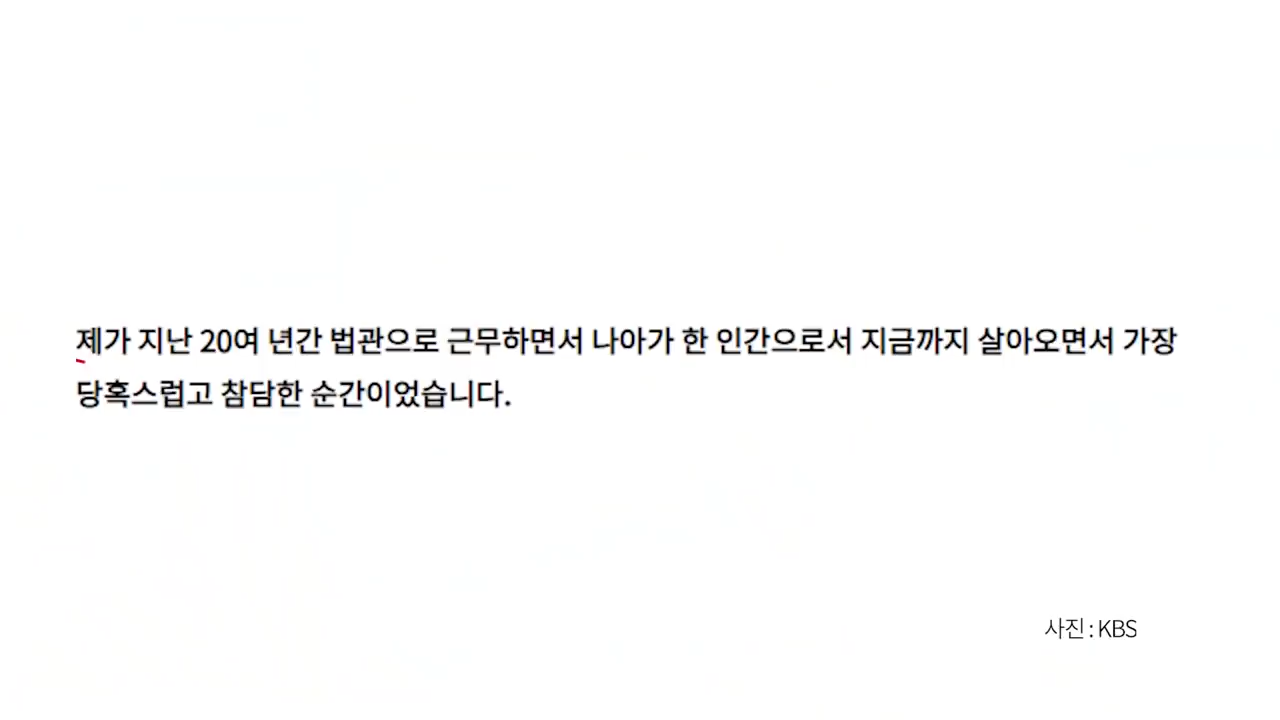 제가 지난 20여 년간 법관으로 근무하면서 나아가 한 인간으로서 지금까지 살아오면서 가장
당혹스럽고 참담한 순간이었습니다.
사진 : KBS